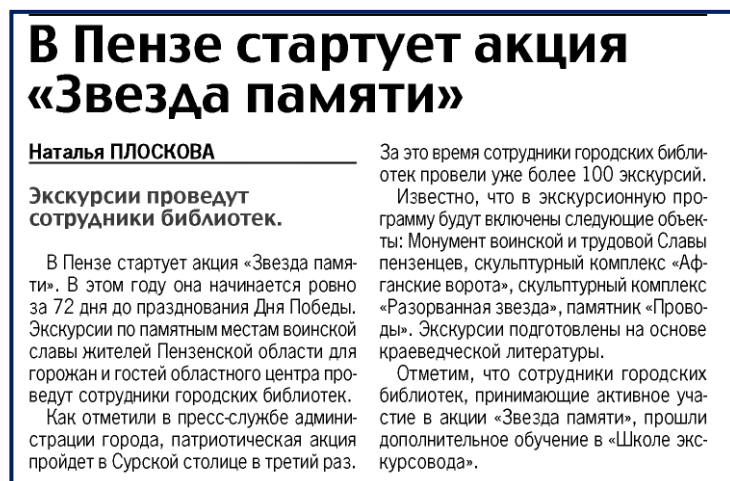 В Пензе стартует акция
«Звезда памяти»
Наталья ПЛОСКОВА
Экскурсии проведут
сотрудники библиотек.
В Пензе стартует акция «Звезда памя-
ти». В этом году она начинается ровно
за 72 дня до празднования Дня Победы.
Экскурсии по памятным местам воинской
славы жителей Пензенской области для
горожан и гостей областного центра про-
ведут сотрудники городских библиотек.
Как отметили в пресс-службе админи-
страции города, патриотическая акция
пройдет в Сурской столице в третий раз.
За это время сотрудники городских библи-
отек провели уже более 100 экскурсий.
Известно, что в экскурсионную про-
грамму будут включены следующие объек-
ты: Монумент воинской и трудовой Славы
пензенцев, скульптурный комплекс «Аф-
ганские ворота», скульптурный комплекс
«Разорванная звезда», памятник «Прово-
ды». Экскурсии подготовлены на основе
краеведческой литературы.
Отметим, что сотрудники городских
библиотек, принимающие активное уча-
стие в акции «Звезда памяти», прошли
дополнительное обучение в «Школе экс-
курсовода».